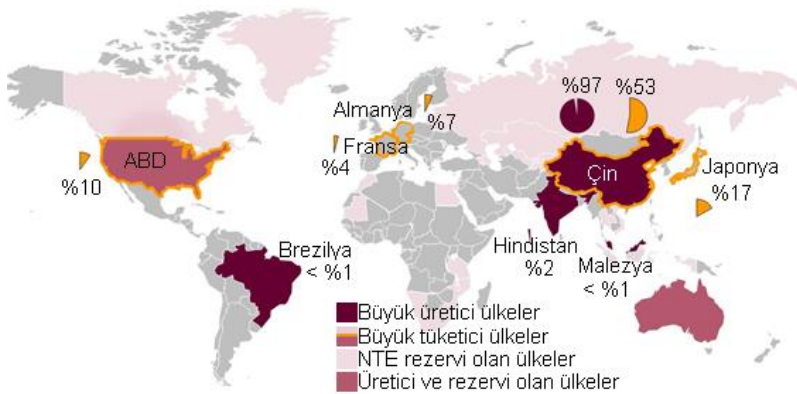 %97 %53
Almanya
%7
Fransa
%4
ABD
%10
Çin
Japonya
%17
Brezilya
< %1
Hindistan
%2
Malezya
< %1
Büyük üretici ülkeler
Büyük tüketici ülkeler
NTE rezervi olan ülkeler
Üretici ve rezervi olan ülkeler